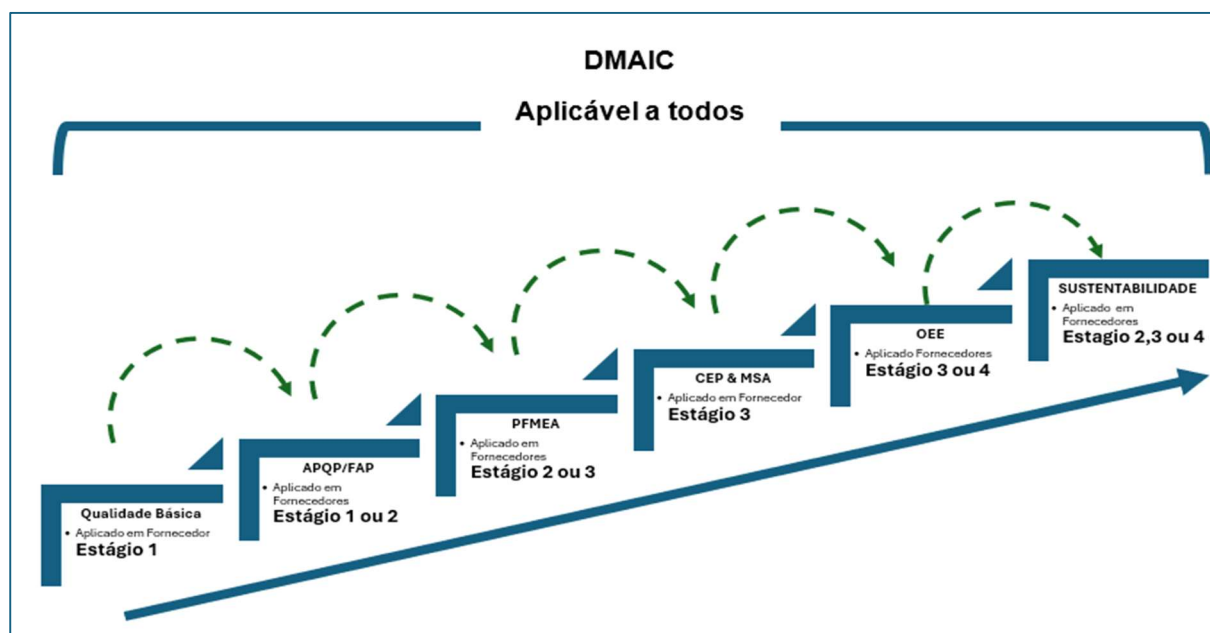 DMAIC
Aplicável a todos
SUSTENTABILIDADE
• Aplicado em
Fornecedores
Estagio 2,3 ou 4
OEE
• Aplicado Fornecedores
Estágio 3 ou 4
CEP & MSA
• Aplicado em Fornecedor
Estágio 3
PFMEA
• Aplicado em
Fornecedores
Estágio 2 ou 3
APQP/FAP
• Aplicado em
Fornecedores
Estágio 1 ou 2
Qualidade Básica
• Aplicado em Fornecedor
Estágio 1